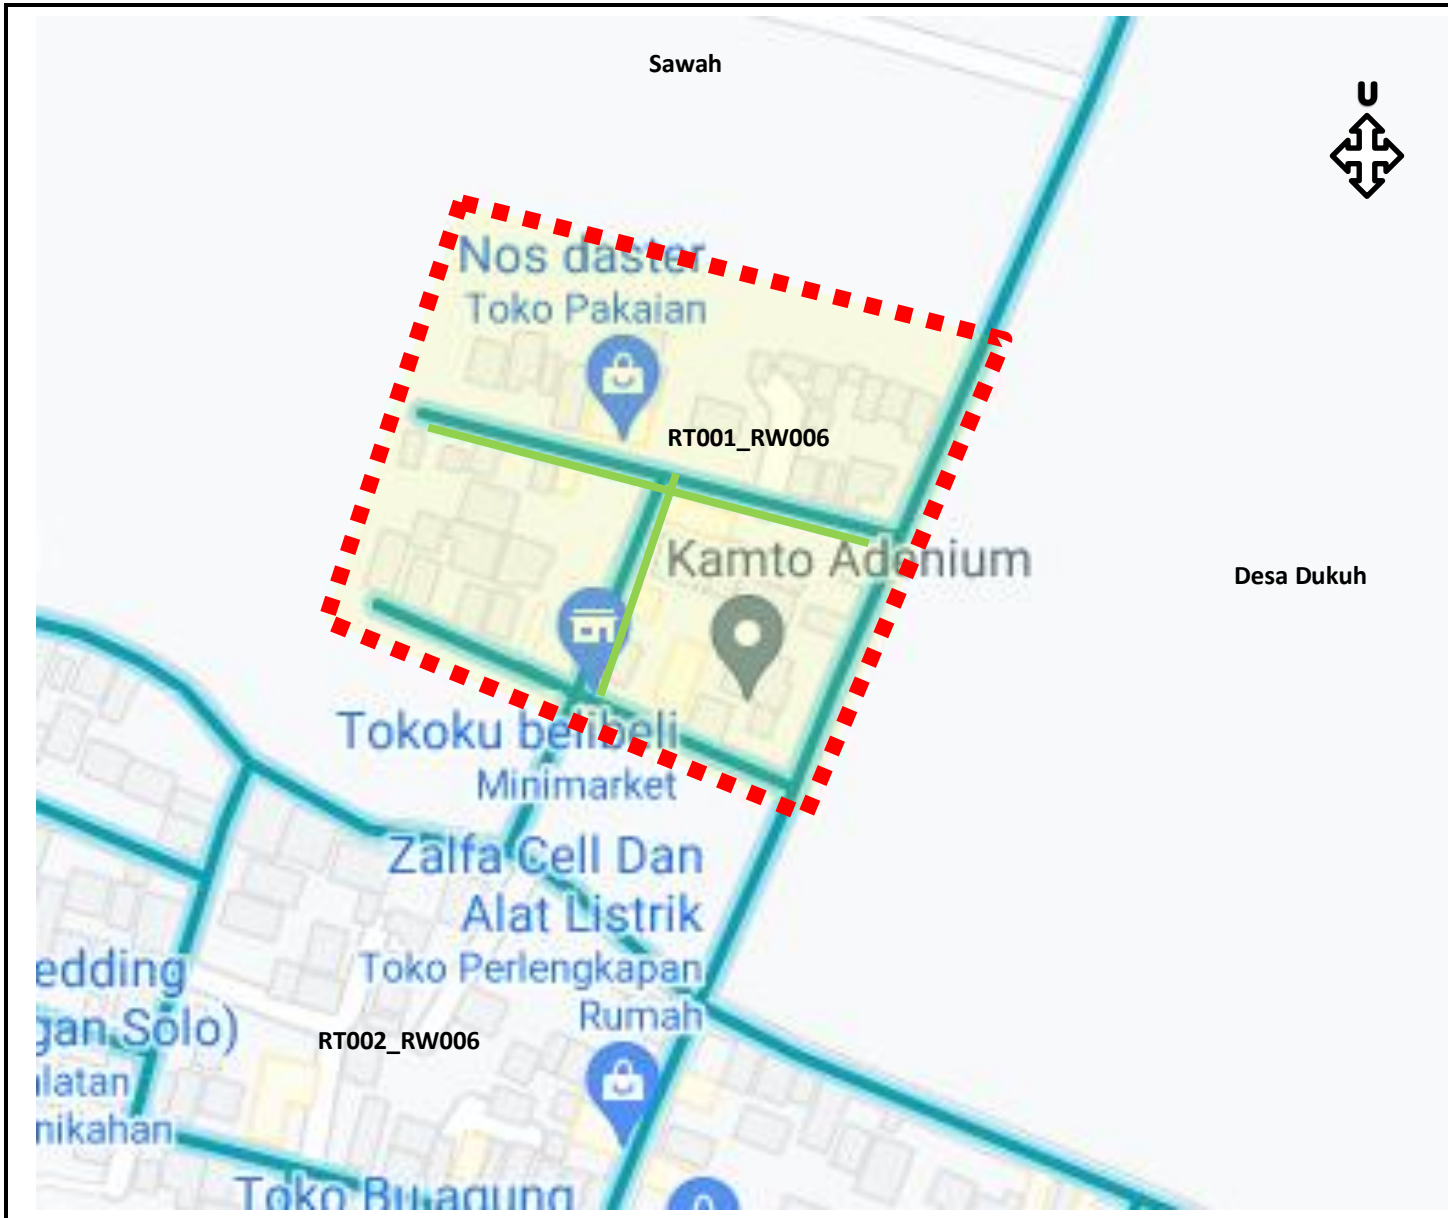 Sawah
U
Nos daster
Toko Pakaian
RT001_RW006
Kamto Adenium
Desa Dukuh
Tokoku belibeli
Minimarket
Zalfa Cell Dan
Alat Listrik
Toko Perlengkapan
Rumah
edding
gan Solo)
RT002_RW006
alatan
nikahan
Toko Bu agung